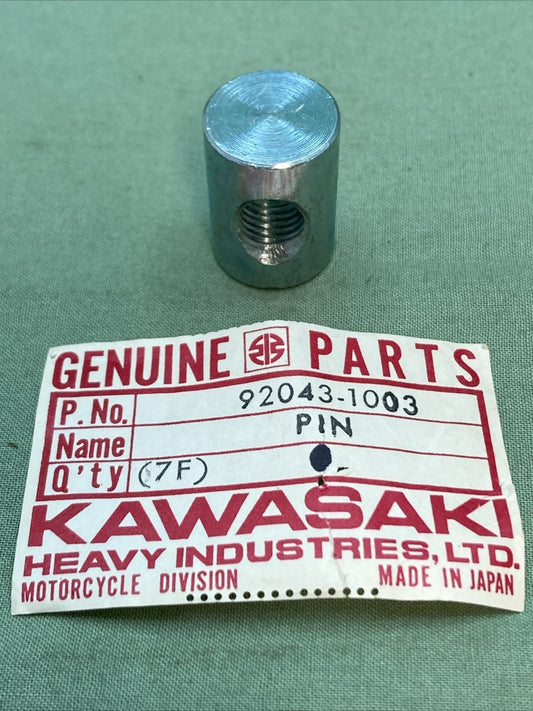 GENUINE PARTS
P. No. 92043-1003
Name PIN
Q'ty (7F)
KAWASAKI
HEAVY INDUSTRIES, LTD.
MOTORCYCLE DIVISION MADE IN JAPAN